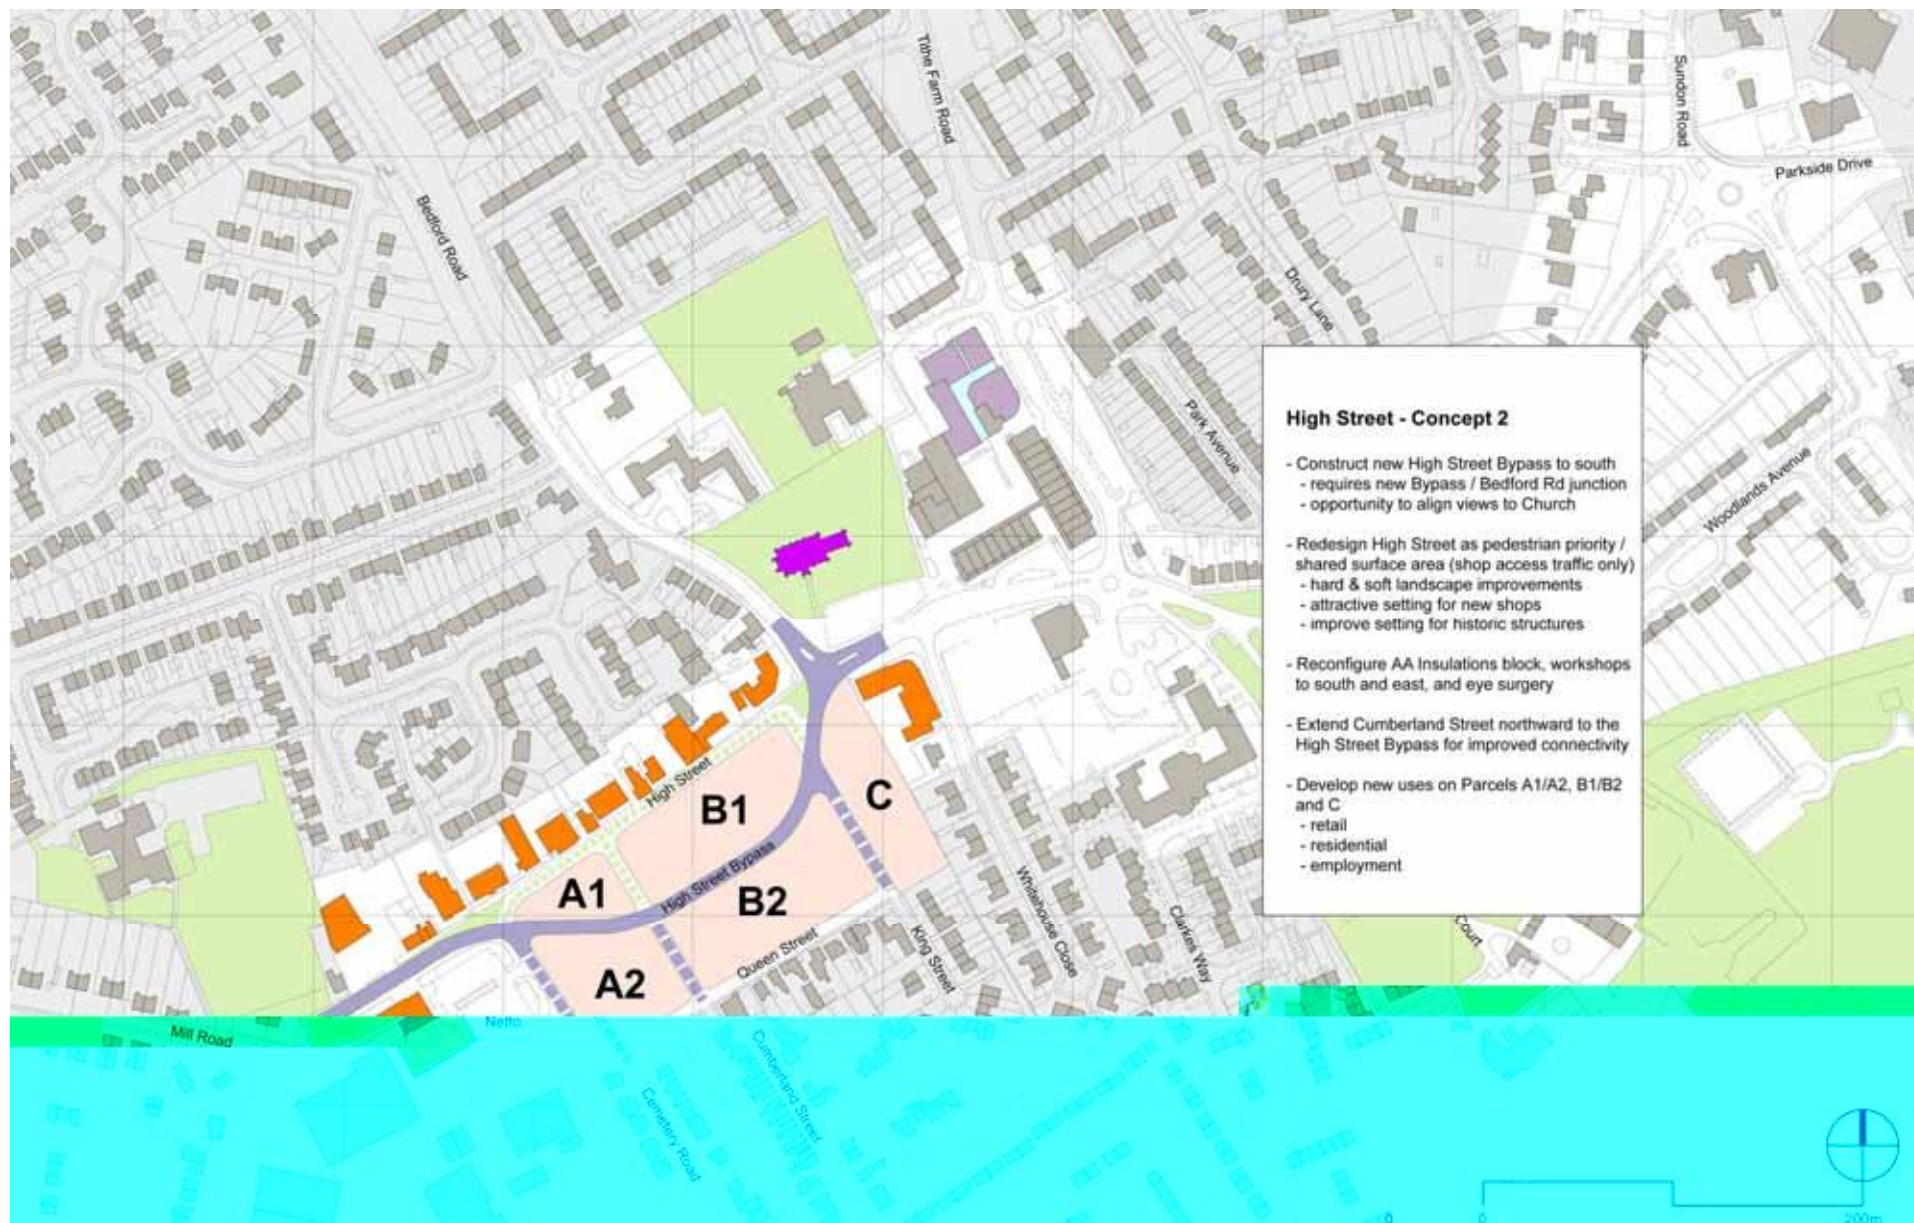 Tithe Farm Road
Sundon Road
Parkside Drive
Bedford Road
Drury Lane
Park Avenue
Woodlands Avenue
High Street - Concept 2
- Construct new High Street Bypass to south
- requires new Bypass / Bedford Rd junction
- opportunity to align views to Church
- Redesign High Street as pedestrian priority /
shared surface area (shop access traffic only)
- hard & soft landscape improvements
- attractive setting for new shops
- improve setting for historic structures
- Reconfigure AA Insulations block, workshops
to south and east, and eye surgery
- Extend Cumberland Street northward to the
High Street Bypass for improved connectivity
- Develop new uses on Parcels A1/A2, B1/B2
and C
- retail
- residential
- employment
High Street
B1
C
High Street Bypass
A1
B2
A2
Queen Street
King Street
Whitehouse Close
Clarkes Way
Court
Mill Road
Netto
Cumberland Street
Cemetery Road
0
0
200m